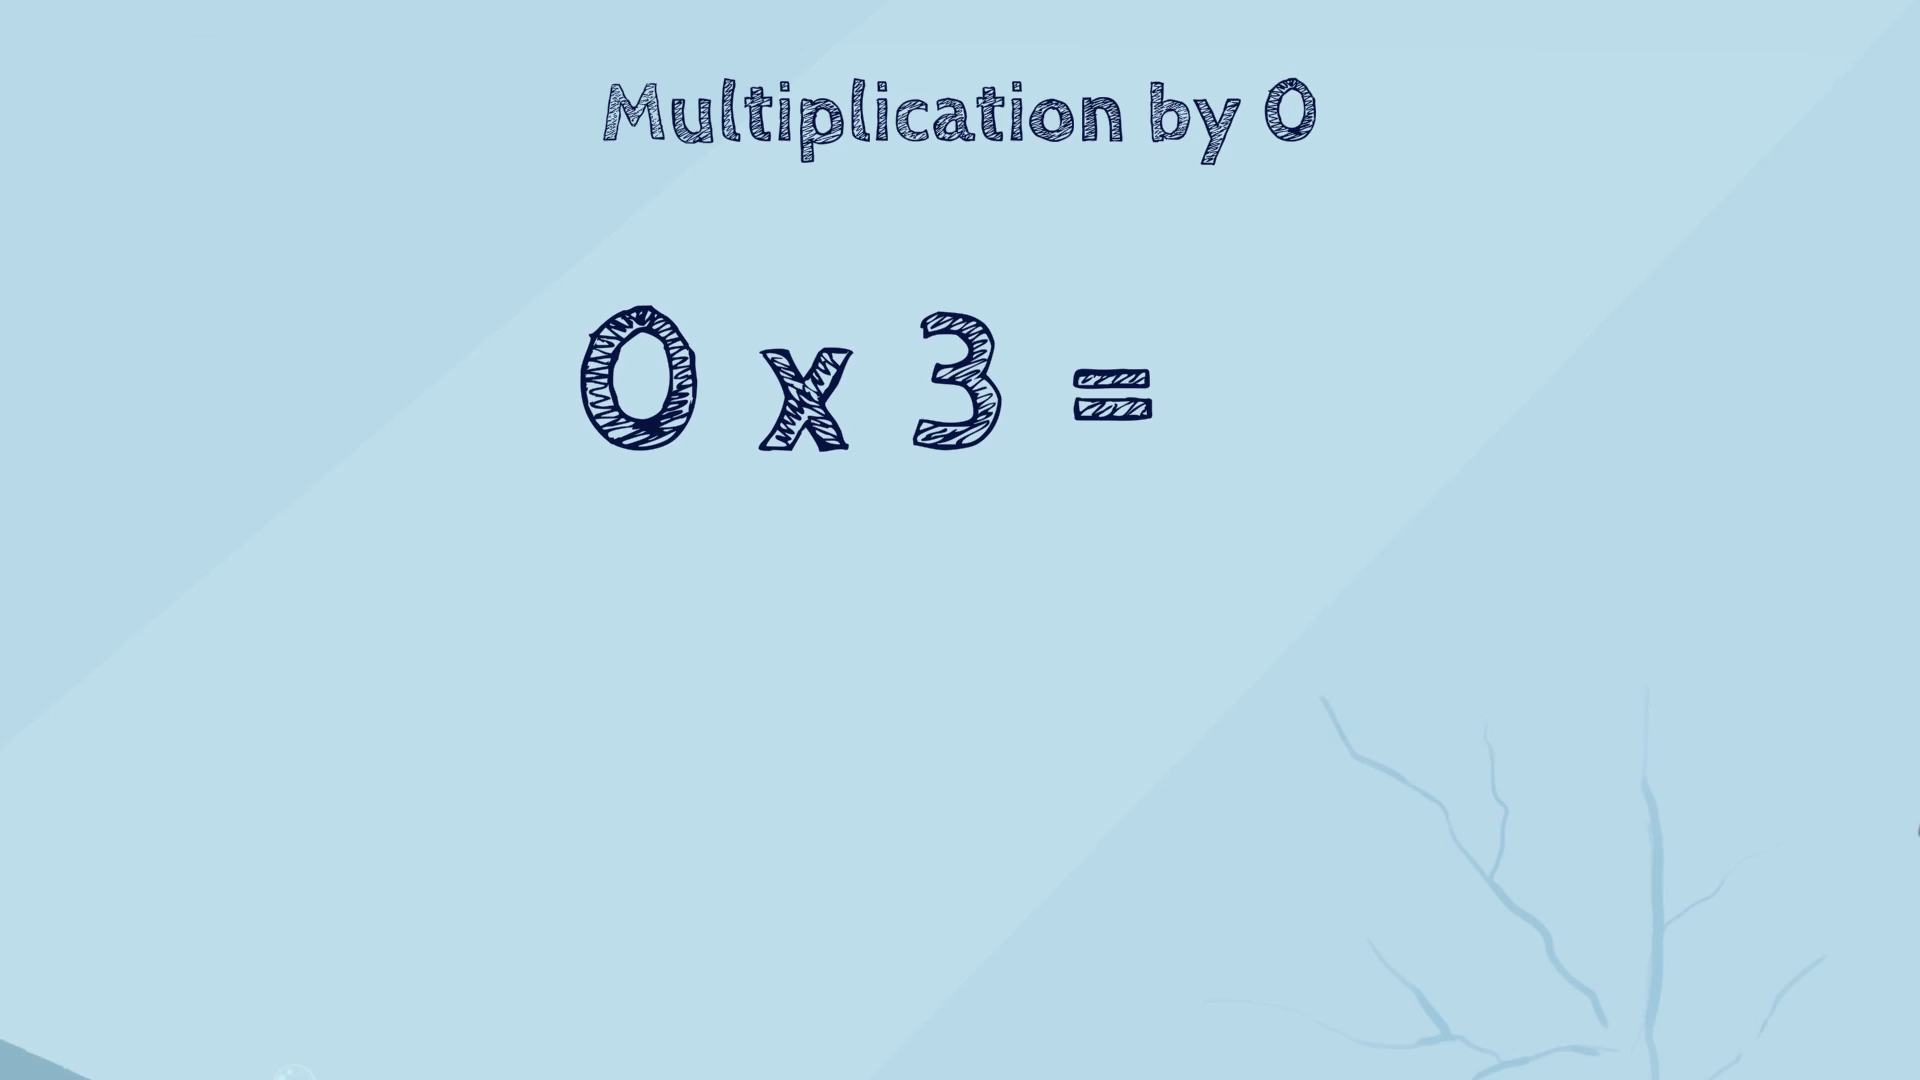 Multiplication by 0
0 x 3 =